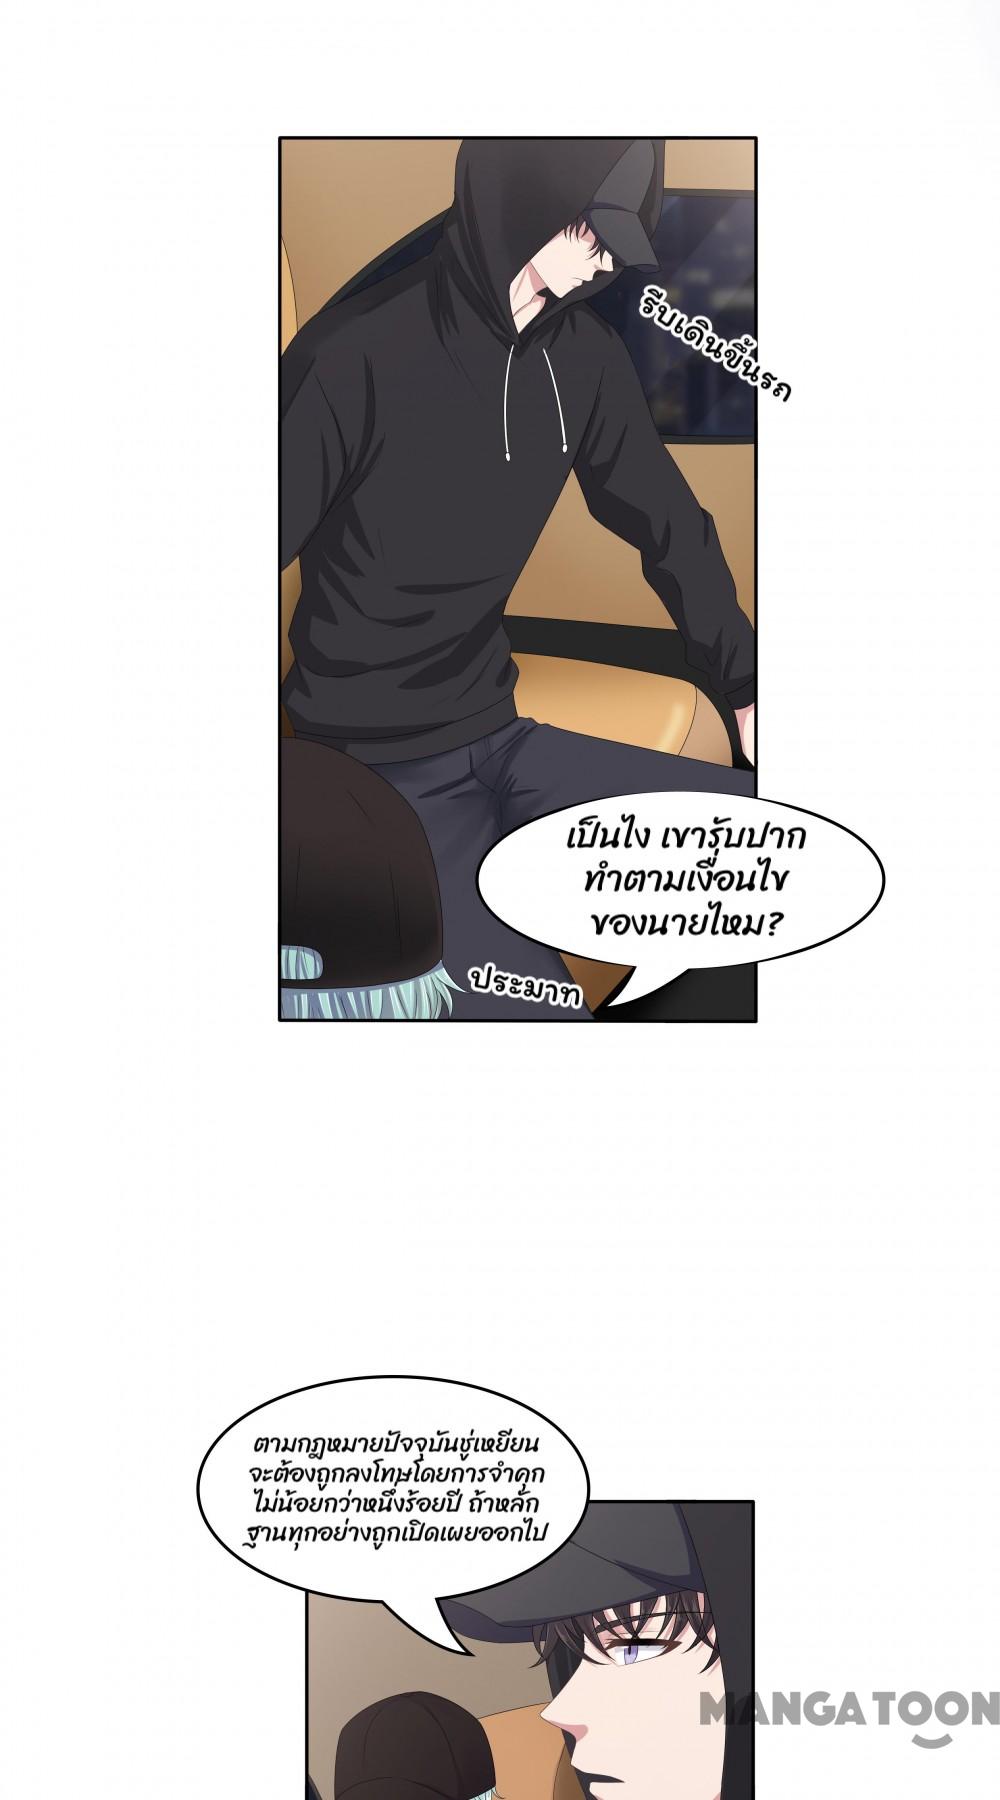 รีบเดินขึ้นรถ
เป็นไง เขารับปาก
ทำตามเงื่อนไข
ของนายไหม?
ประมาท
ตามกฎหมายปัจจุบันชู่เหยียน
จะต้องถูกลงโทษโดยการจำคุก
ไม่น้อยกว่าหนึ่งร้อยปี ถ้าหลัก
ฐานทุกอย่างถูกเปิดเผยออกไป
MANGATOON